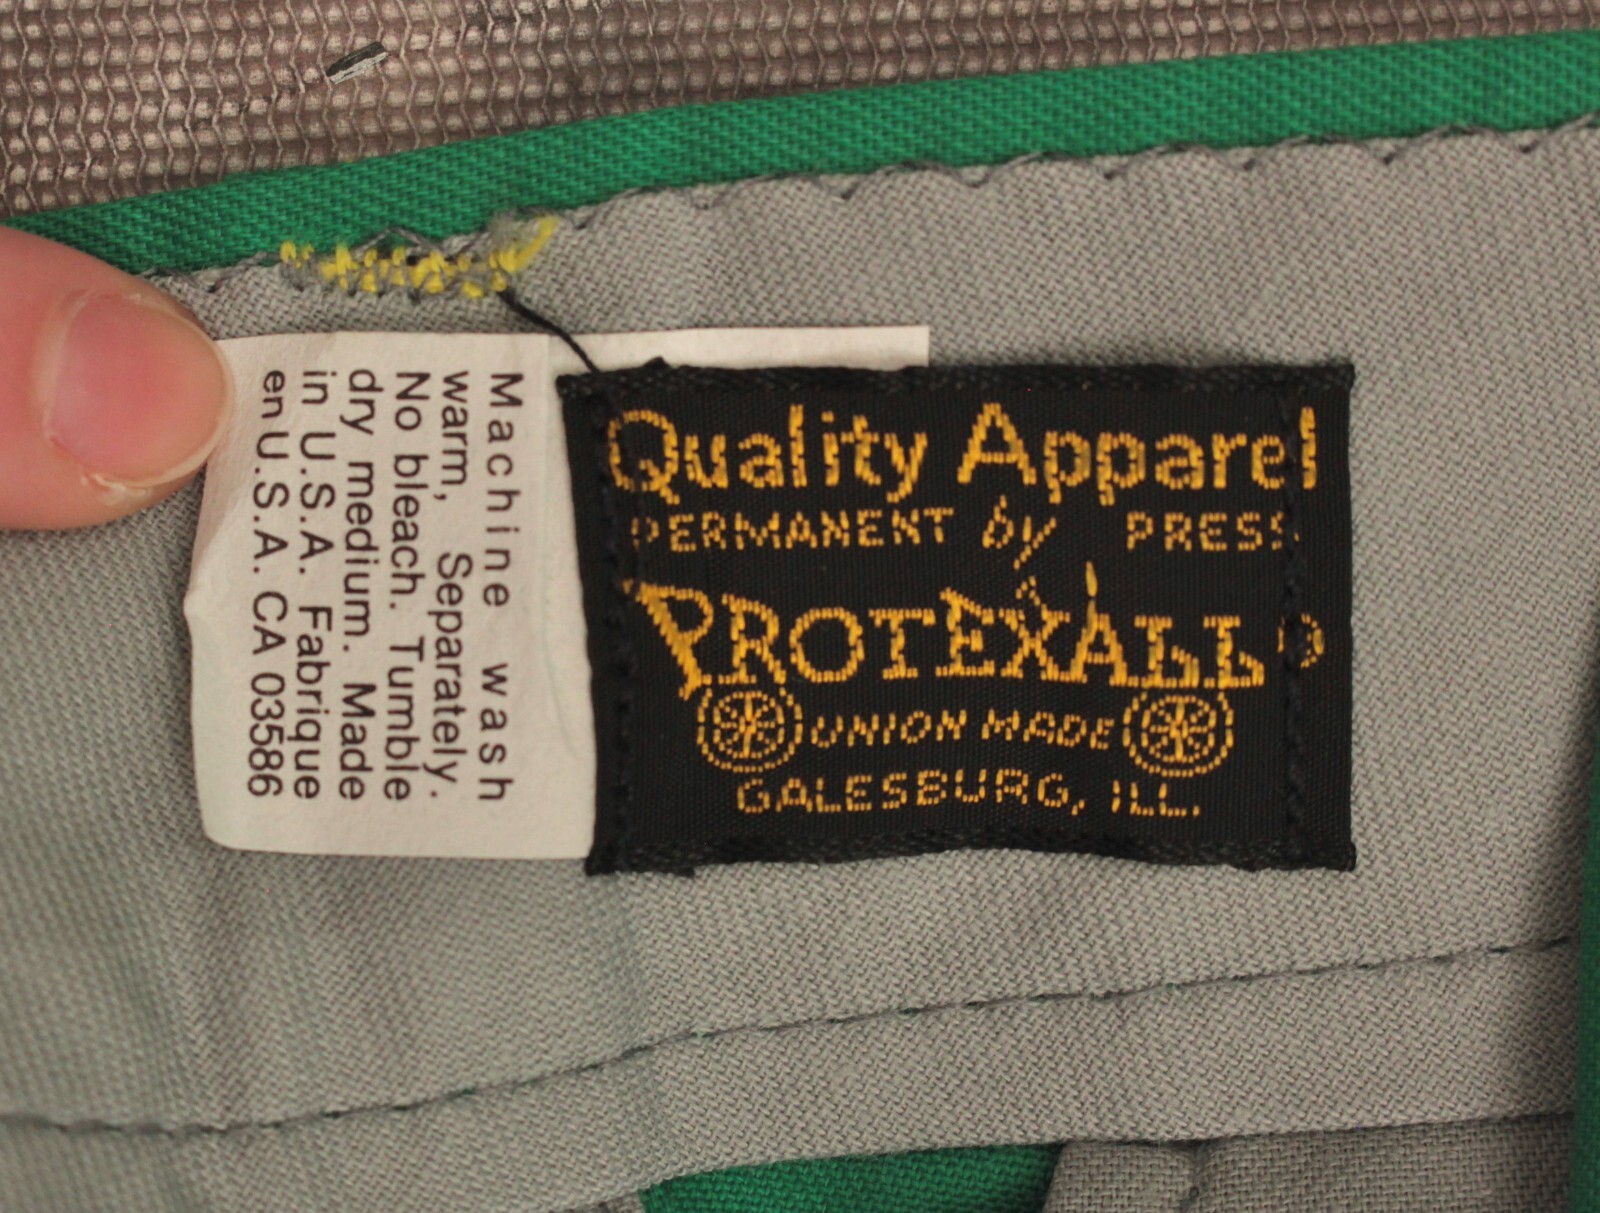 Machine wash
warm, Separately.
No bleach. Tumble
dry medium. Made
in U.S.A. Fabrique
en U.S.A. CA 03586
Quality Apparel
PERMANENT by PRESS
PROTEXALL®
UNION MADE
GALESBURG, ILL.